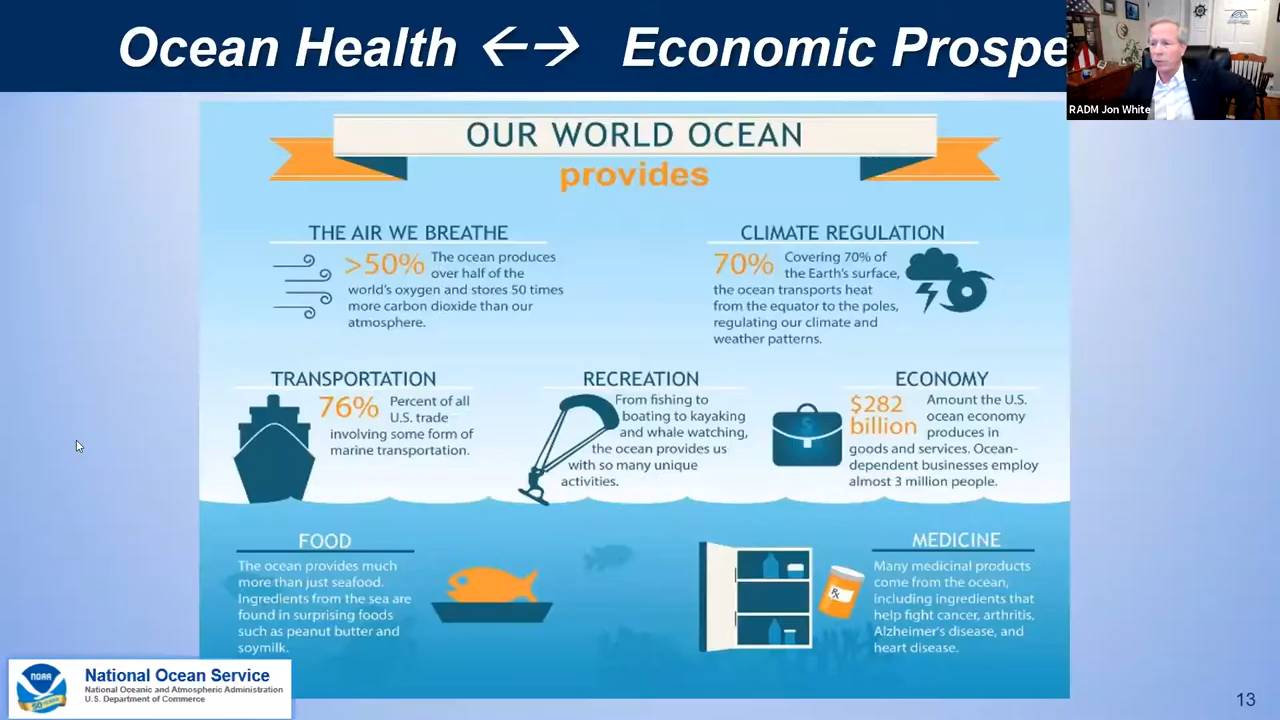 Ocean Health ←→ Economic Prospe
RADM Jon White
OUR WORLD OCEAN
provides
THE AIR WE BREATHE
>50% The ocean produces
over half of the
world's oxygen and stores 50 times
more carbon dioxide than our
atmosphere.
CLIMATE REGULATION
70% Covering 70% of
the Earth's surface,
the ocean transports heat
from the equator to the poles,
regulating our climate and
weather patterns.
TRANSPORTATION
76% Percent of all
U.S. trade
involving some form of
marine transportation.
RECREATION
From fishing to
boating to kayaking
and whale watching,
the ocean provides us
with so many unique
activities.
ECONOMY
$282 billion
Amount the U.S.
ocean economy
produces in
goods and services. Ocean-
dependent businesses employ
almost 3 million people.
FOOD
The ocean provides much
more than just seafood.
Ingredients from the sea are
found in surprising foods
such as peanut butter and
soymilk.
MEDICINE
Many medicinal products
come from the ocean,
including ingredients that
help fight cancer, arthritis,
Alzheimer's disease, and
heart disease.
Rx
NOAA
50 YEARS
National Ocean Service
National Oceanic and Atmospheric Administration
U.S. Department of Commerce
13